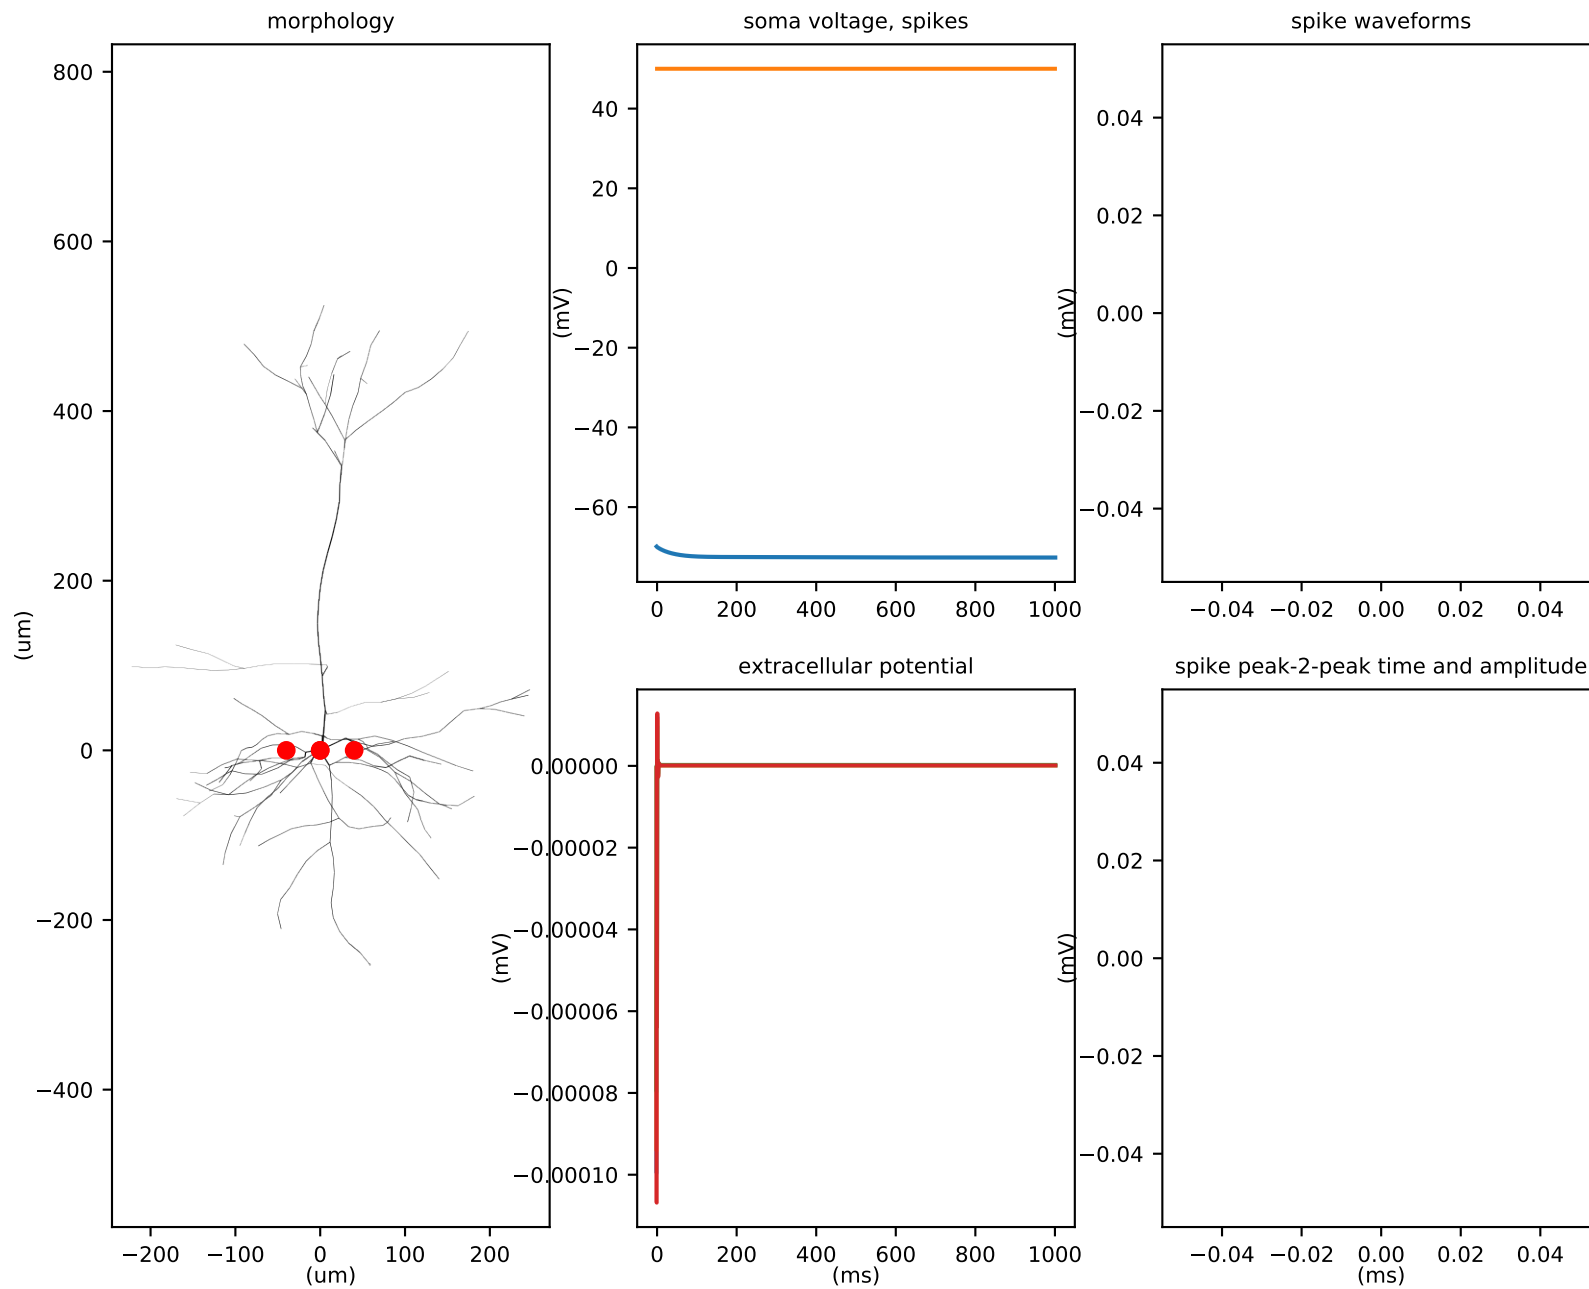 morphology
800
600
400
200
0
−200
−400
(um)
−200 −100 0 100 200
(um)
soma voltage, spikes
40
20
0
−20
−40
−60
(mV)
0 200 400 600 800 1000
spike waveforms
0.04
0.02
0.00
−0.02
−0.04
(mV)
−0.04 −0.02 0.00 0.02 0.04
extracellular potential
0.00000
−0.00002
−0.00004
−0.00006
−0.00008
−0.00010
(mV)
0 200 400 600 800 1000
(ms)
spike peak-2-peak time and amplitude
0.04
0.02
0.00
−0.02
−0.04
(mV)
−0.04 −0.02 0.00 0.02 0.04
(ms)